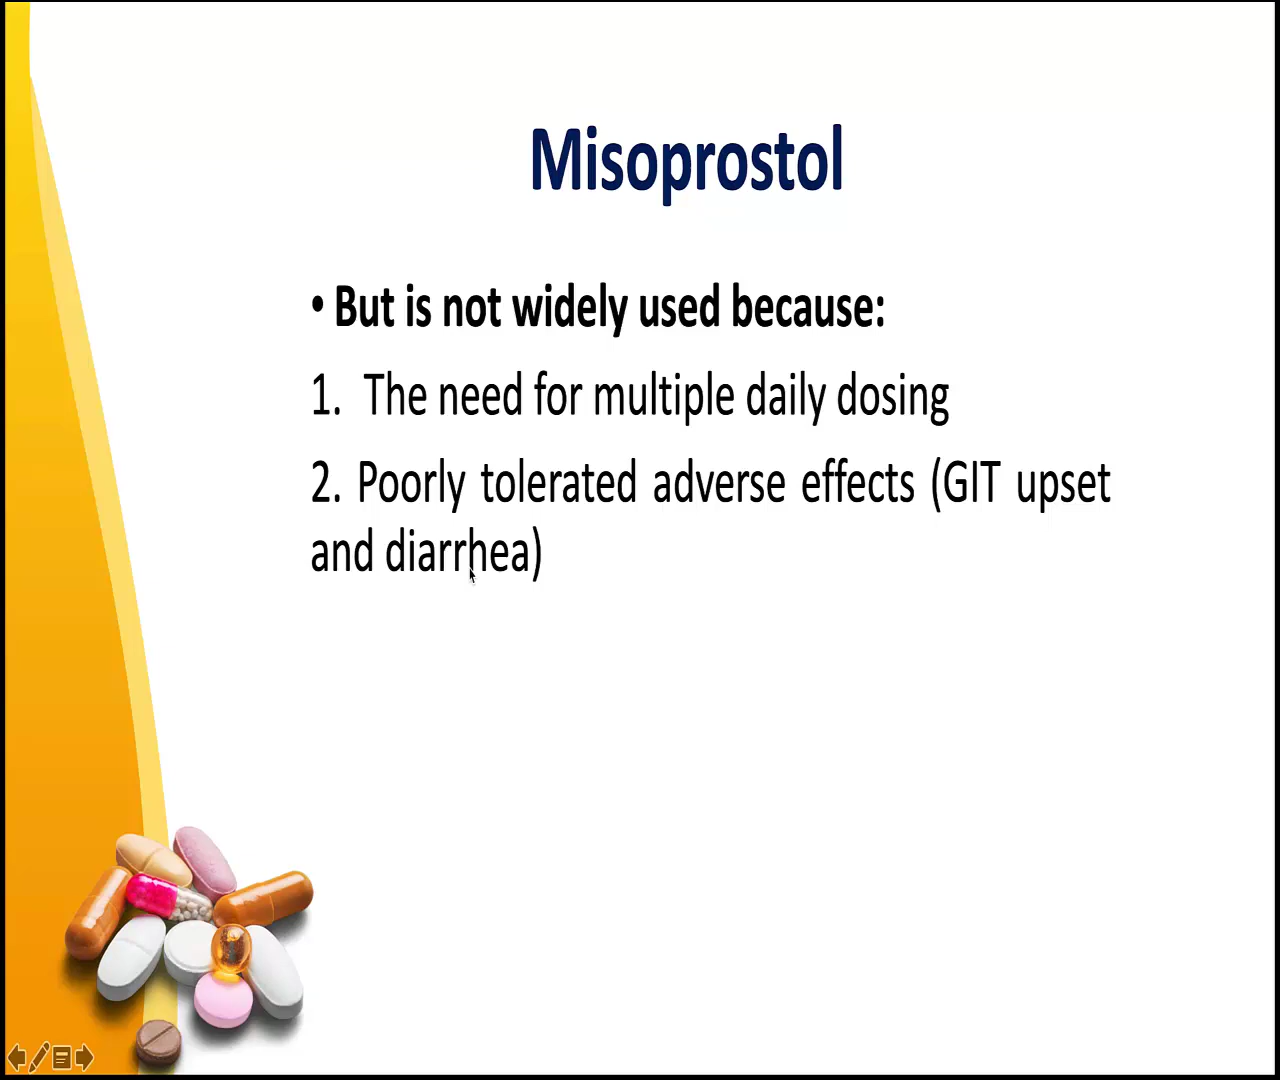 Misoprostol
• But is not widely used because:
1. The need for multiple daily dosing
2. Poorly tolerated adverse effects (GIT upset
and diarrhea)